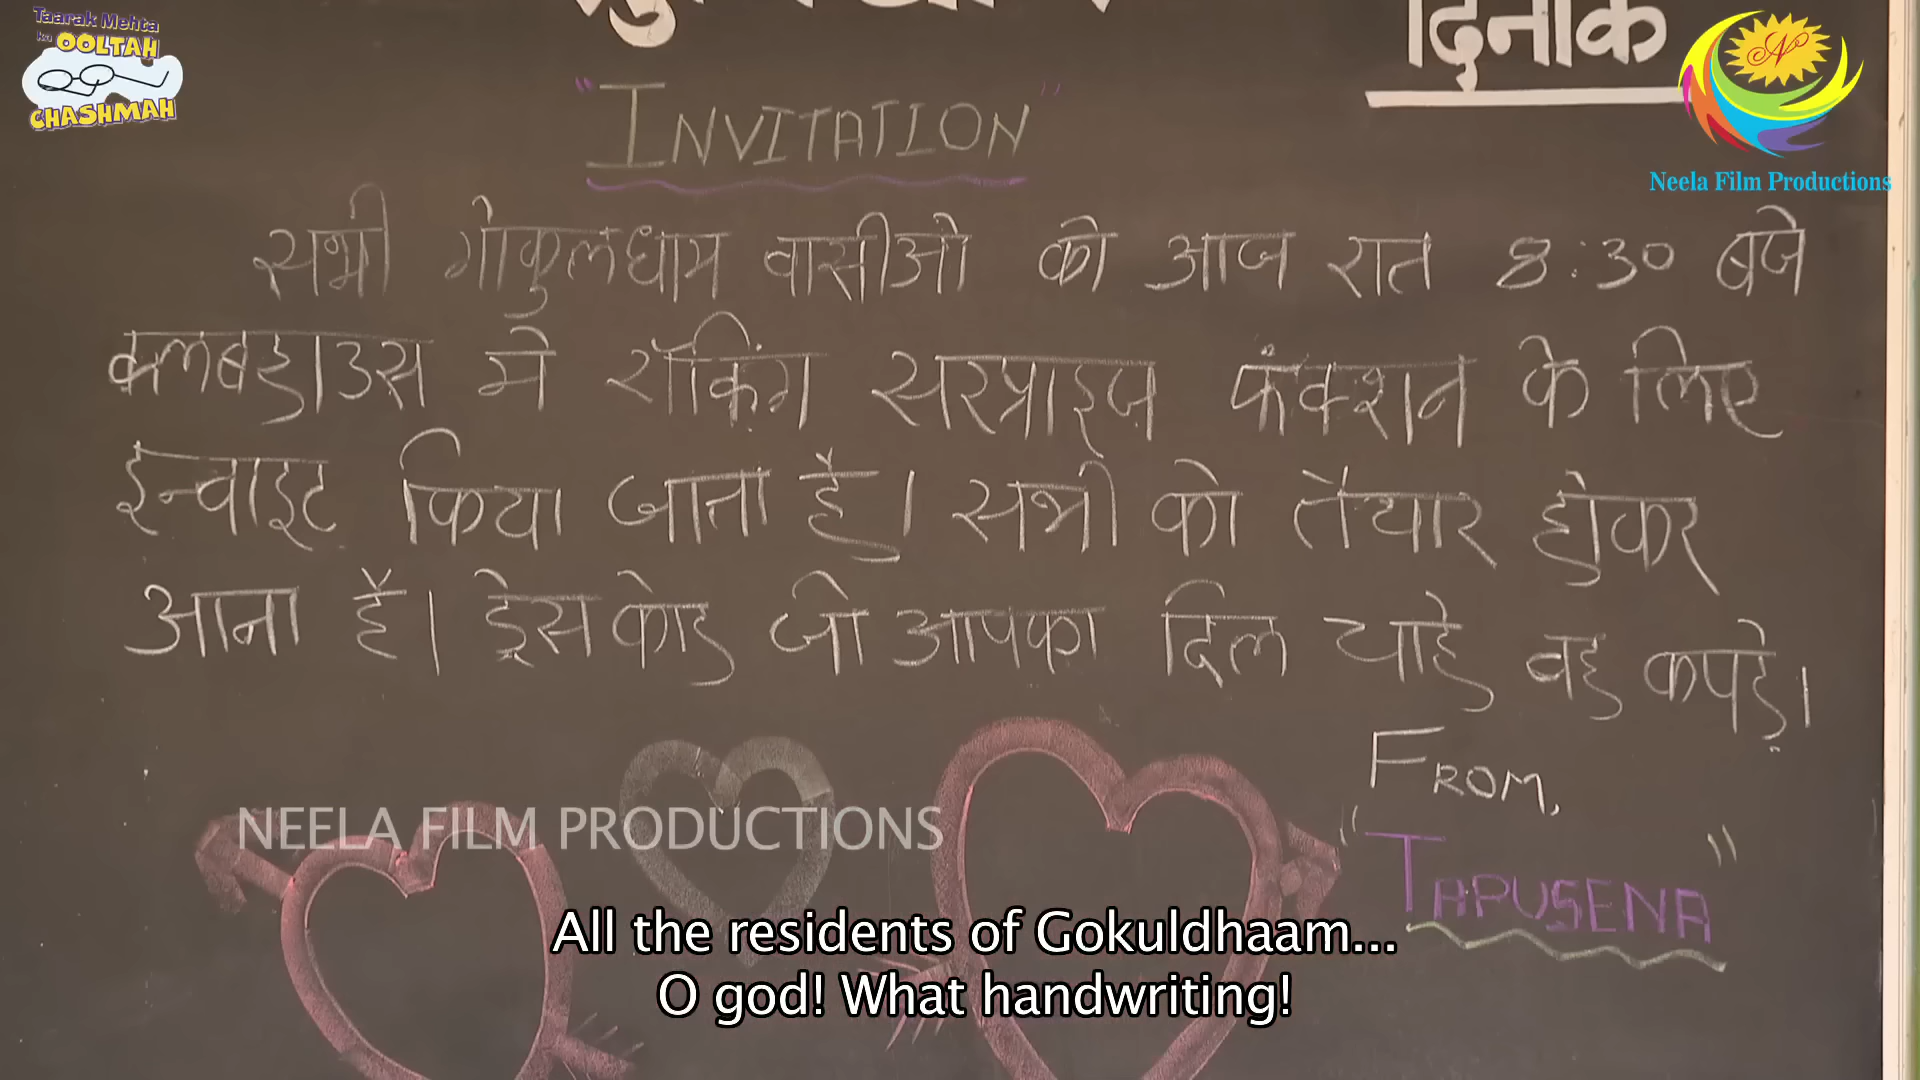 Taarak Mehta
ka OOLTAH
CHASHMAH
दिनांक
Neela Film Productions
"INVITATION"
सभी गोकुलधाम वासीओ को आज रात 8:30 बजे
क्लबहाउस मे रॉकिंग सरप्राइज फंक्शन के लिए
इन्वाइट किया जाता है। सभी को तैयार होकर
आना है। ड्रेसकोड जो आपका दिल चाहे वह कपड़े।
FROM,
"TAPUSENA"
NEELA FILM PRODUCTIONS
All the residents of Gokuldhaam...
O god! What handwriting!